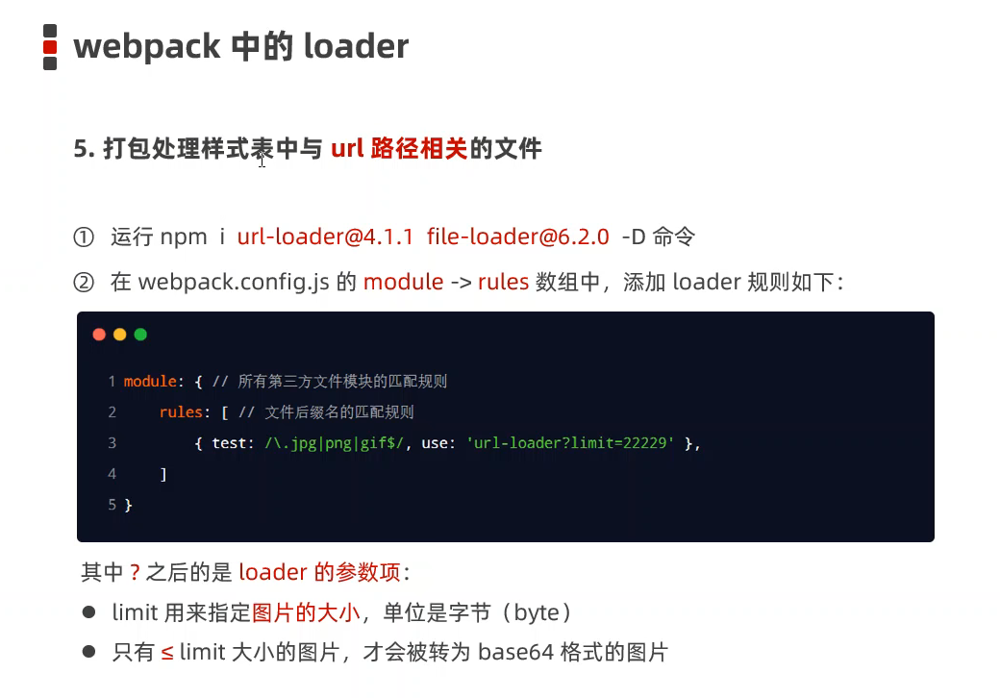 webpack 中的 loader
5. 打包处理样式表中与 url 路径相关的文件
① 运行 npm i url-loader@4.1.1 file-loader@6.2.0 -D 命令
② 在 webpack.config.js 的 module -> rules 数组中，添加 loader 规则如下：
1 module: { // 所有第三方文件模块的匹配规则
2 rules: [ // 文件后缀名的匹配规则
3 { test: /\.jpg|png|gif$/, use: 'url-loader?limit=22229' },
4 ]
5 }
其中 ? 之后的是 loader 的参数项：
● limit 用来指定图片的大小，单位是字节（byte）
● 只有 ≤ limit 大小的图片，才会被转为 base64 格式的图片